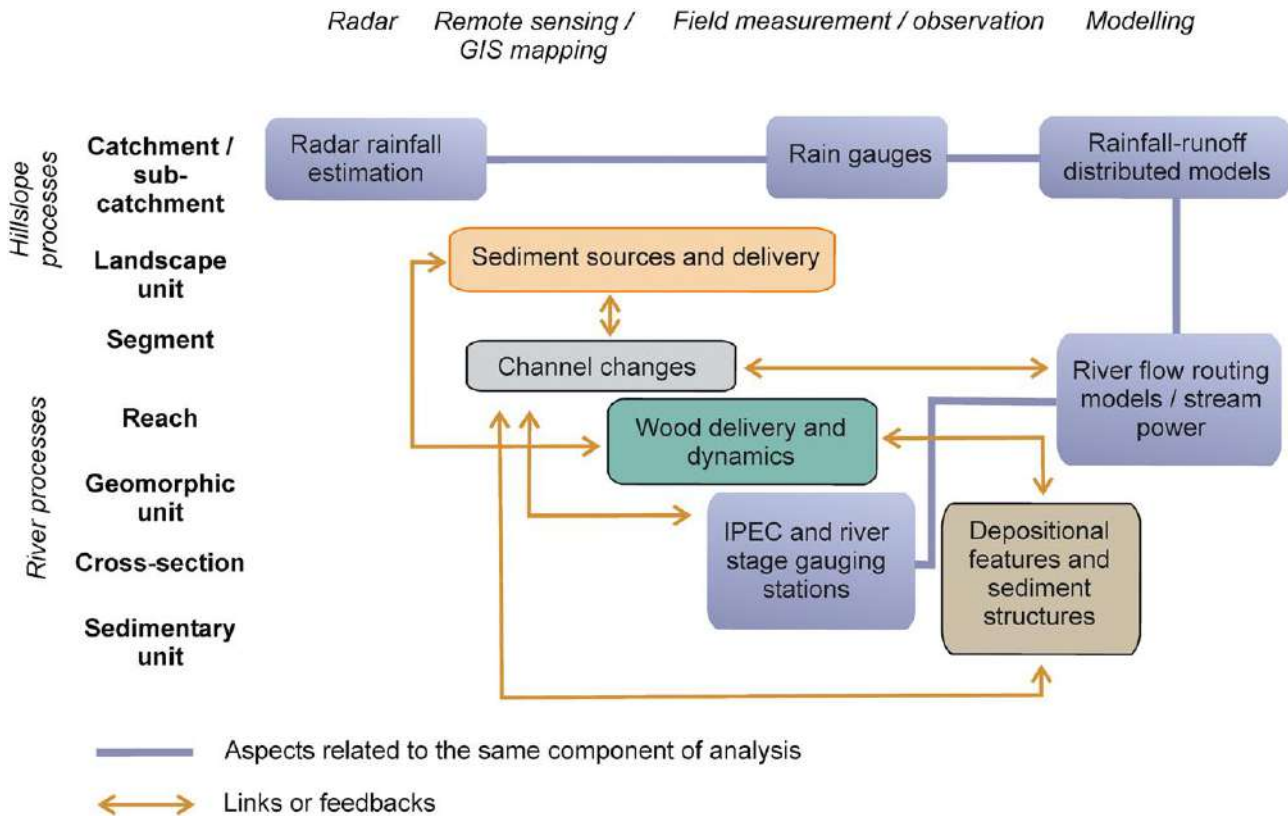 Radar
Remote sensing /
GIS mapping
Field measurement / observation
Modelling
Hillslope
processes
Catchment /
sub-
catchment
Radar rainfall
estimation
Rain gauges
Rainfall-runoff
distributed models
Landscape
unit
Sediment sources and delivery
Segment
Channel changes
River flow routing
models / stream
power
River processes
Reach
Wood delivery and
dynamics
Geomorphic
unit
IPEC and river
stage gauging
stations
Depositional
features and
sediment
structures
Cross-section
Sedimentary
unit
Aspects related to the same component of analysis
Links or feedbacks